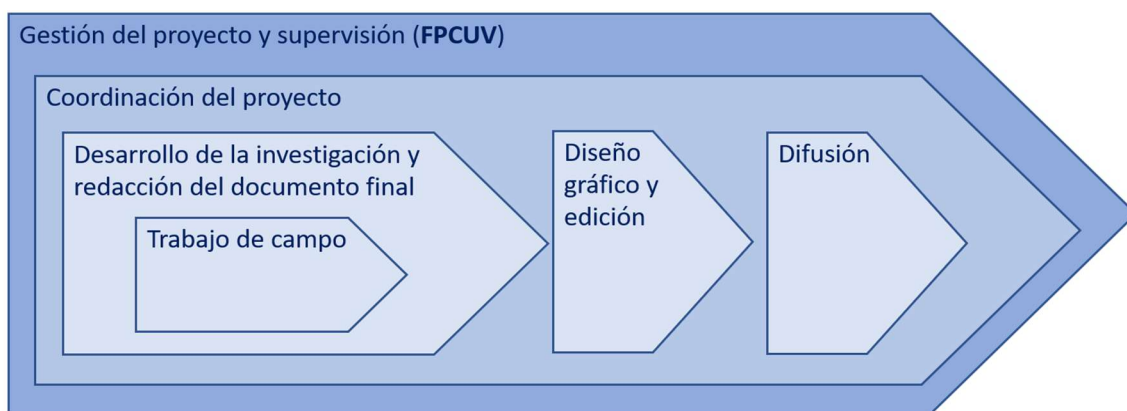 Gestión del proyecto y supervisión (FPCUV)
Coordinación del proyecto
Desarrollo de la investigación y
redacción del documento final
Trabajo de campo
Diseño
gráfico y
edición
Difusión